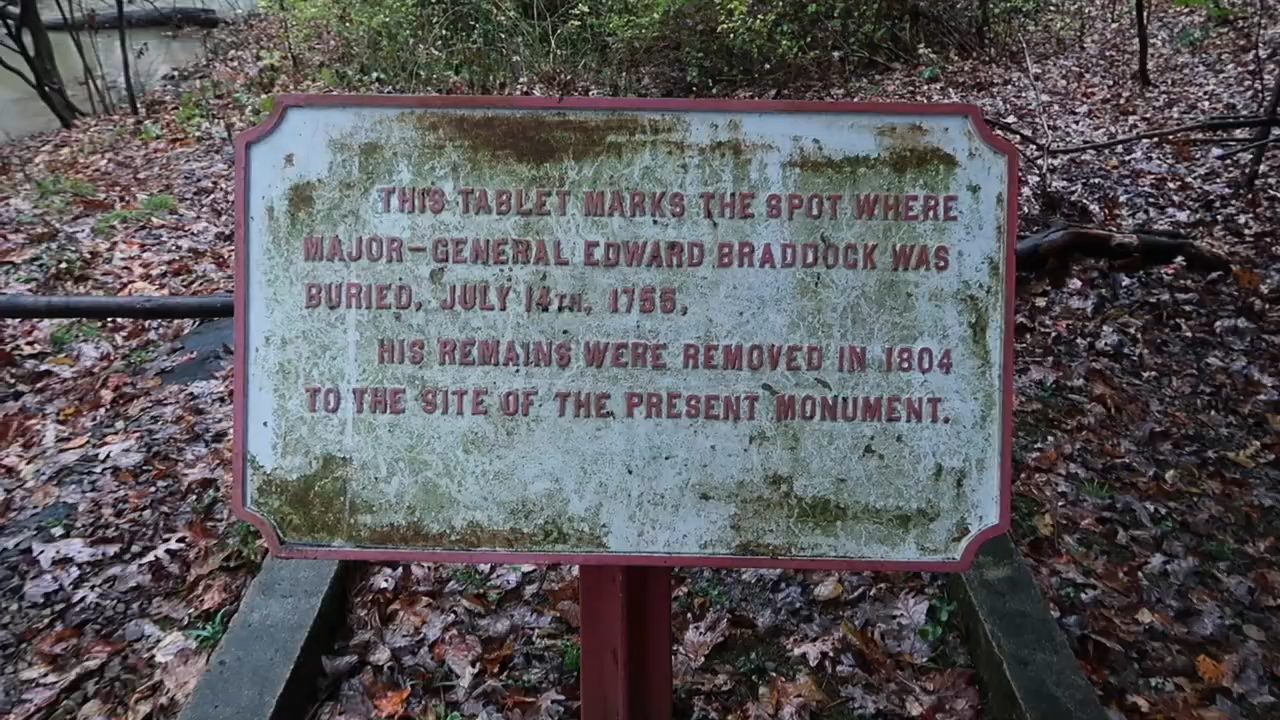 THIS TABLET MARKS THE SPOT WHERE
MAJOR-GENERAL EDWARD BRADDOCK WAS
BURIED, JULY 14TH, 1755,
HIS REMAINS WERE REMOVED IN 1804
TO THE SITE OF THE PRESENT MONUMENT.